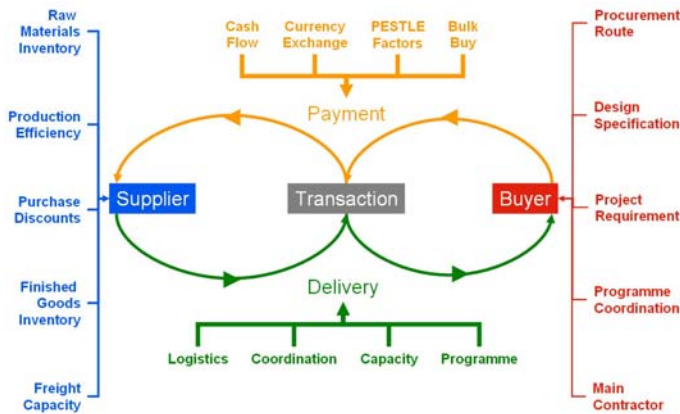 Raw
Materials
Inventory
Production
Efficiency
Purchase
Discounts
Finished
Goods
Inventory
Freight
Capacity
Cash
Flow
Currency
Exchange
PESTLE
Factors
Bulk
Buy
Payment
Supplier
Transaction
Buyer
Delivery
Logistics
Coordination
Capacity
Programme
Procurement
Route
Design
Specification
Project
Requirement
Programme
Coordination
Main
Contractor